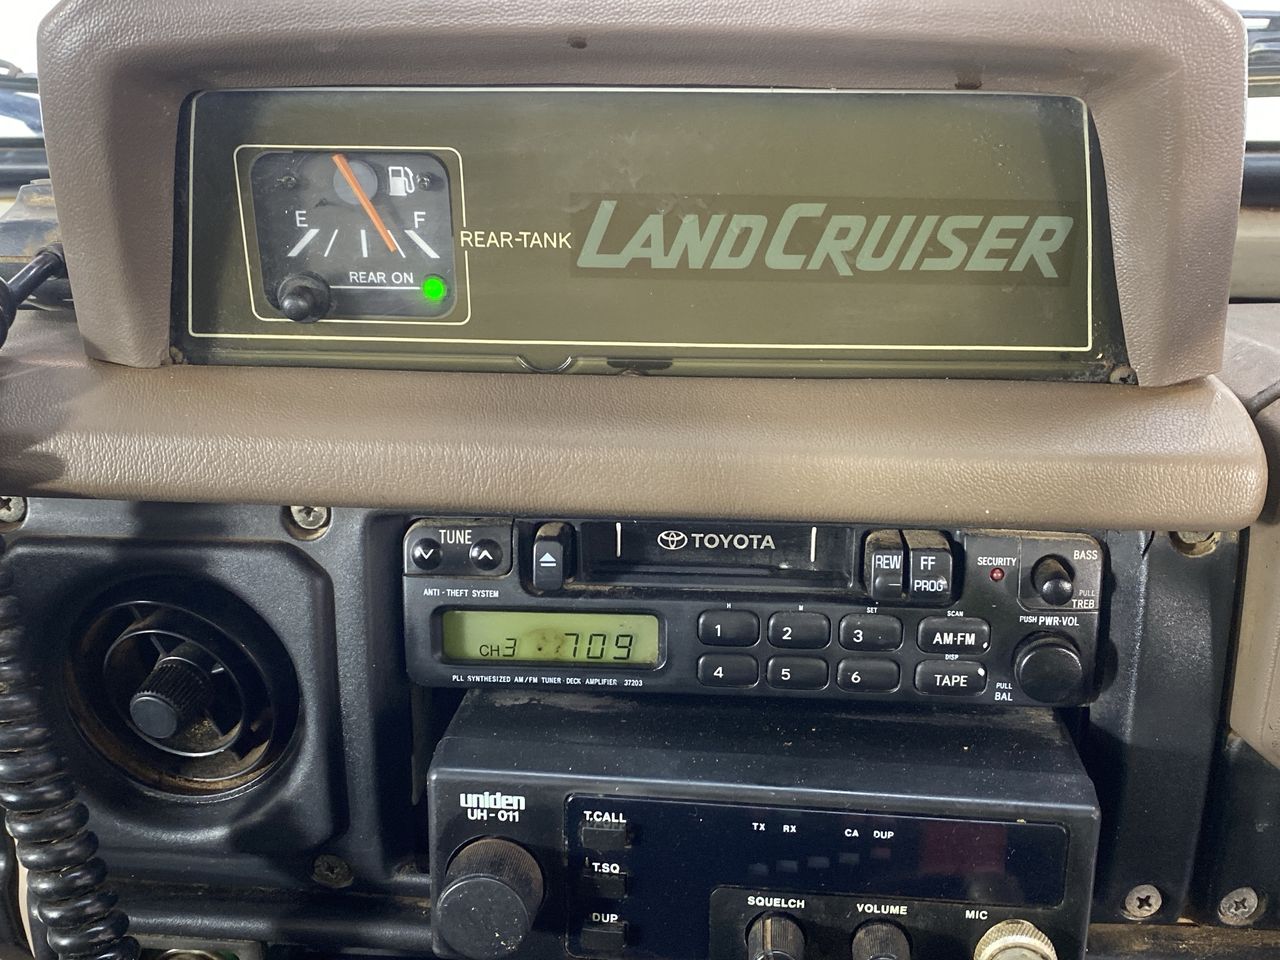 E F
REAR ON
REAR-TANK
LANDCRUISER
TUNE
TOYOTA
REW
FF
PROG
SECURITY
BASS
PULL
TREB
ANTI-THEFT SYSTEM
CH3 709
H M SET SCAN
1 2 3 AM·FM
DISP
4 5 6 TAPE
PUSH PWR-VOL
PULL
BAL
PLL SYNTHESIZED AM/FM TUNER·DECK AMPLIFIER 37203
uniden
UH-011
T.CALL
T.SQ
DUP
TX RX CA DUP
SQUELCH VOLUME MIC